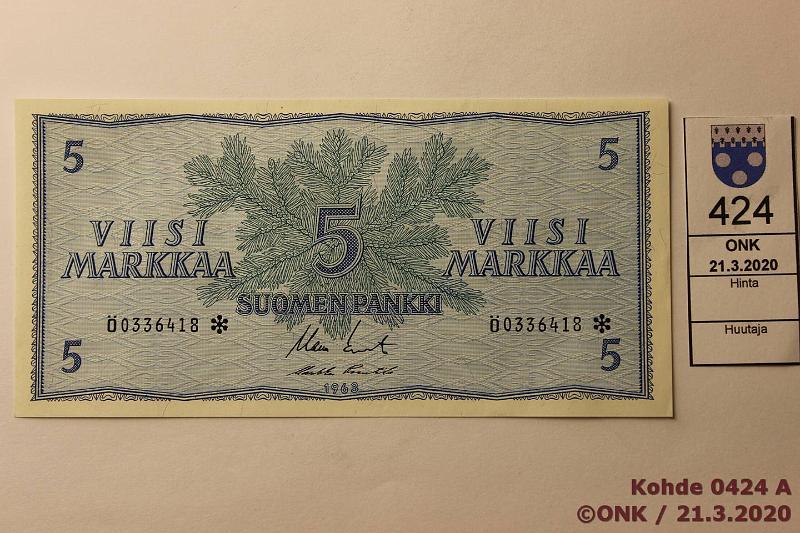 5 5
VIISI MARKKAA
5
VIISI MARKKAA
SUOMEN PANKKI
Ö0336418 * Ö0336418 *
5 5
1963
424
ONK
21.3.2020
Hinta
Huutaja
Kohde 0424 A
©ONK / 21.3.2020